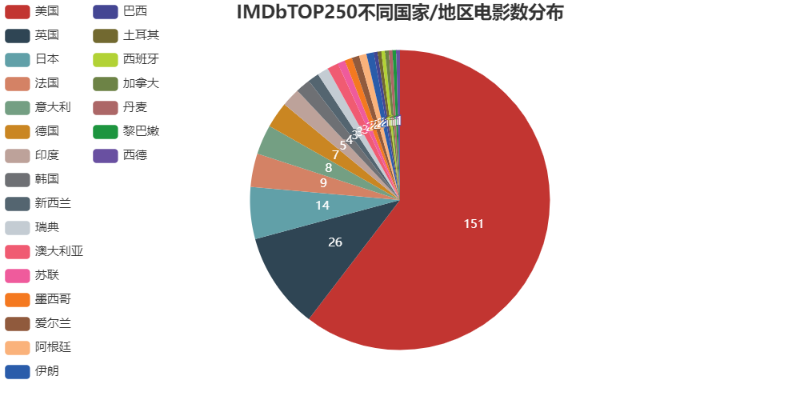 IMDbTOP250不同国家/地区电影数分布
美国
英国
日本
法国
意大利
德国
印度
韩国
新西兰
瑞典
澳大利亚
苏联
墨西哥
爱尔兰
阿根廷
伊朗
巴西
土耳其
西班牙
加拿大
丹麦
黎巴嫩
西德
151
26
14
9
8
7
5
4
3